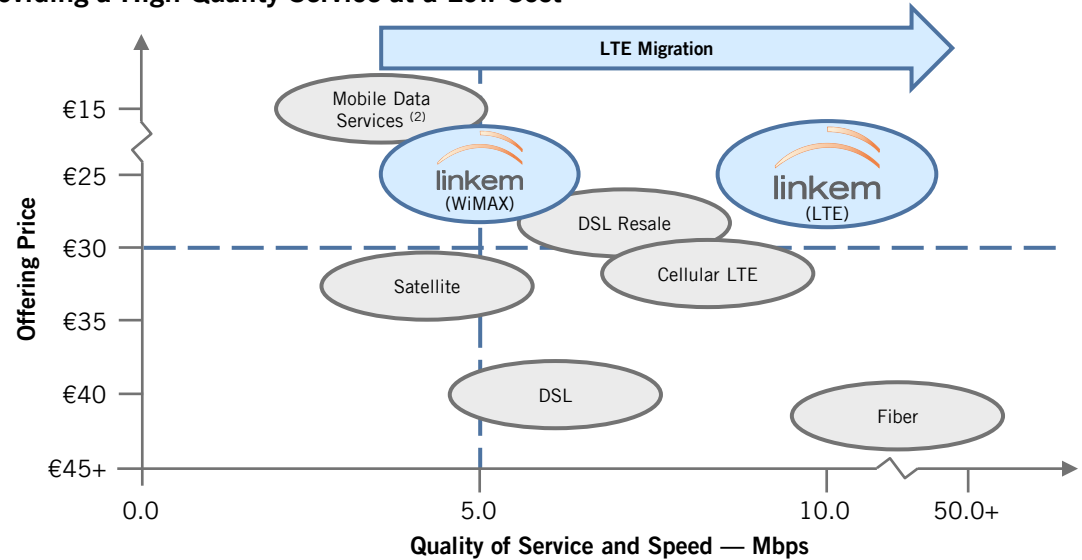 LTE Migration
€15
€25
€30
€35
€40
€45+
Offering Price
Mobile Data
Services (2)
linkem
(WiMAX)
linkem
(LTE)
DSL Resale
Cellular LTE
Satellite
DSL
Fiber
0.0
5.0
10.0
50.0+
Quality of Service and Speed — Mbps